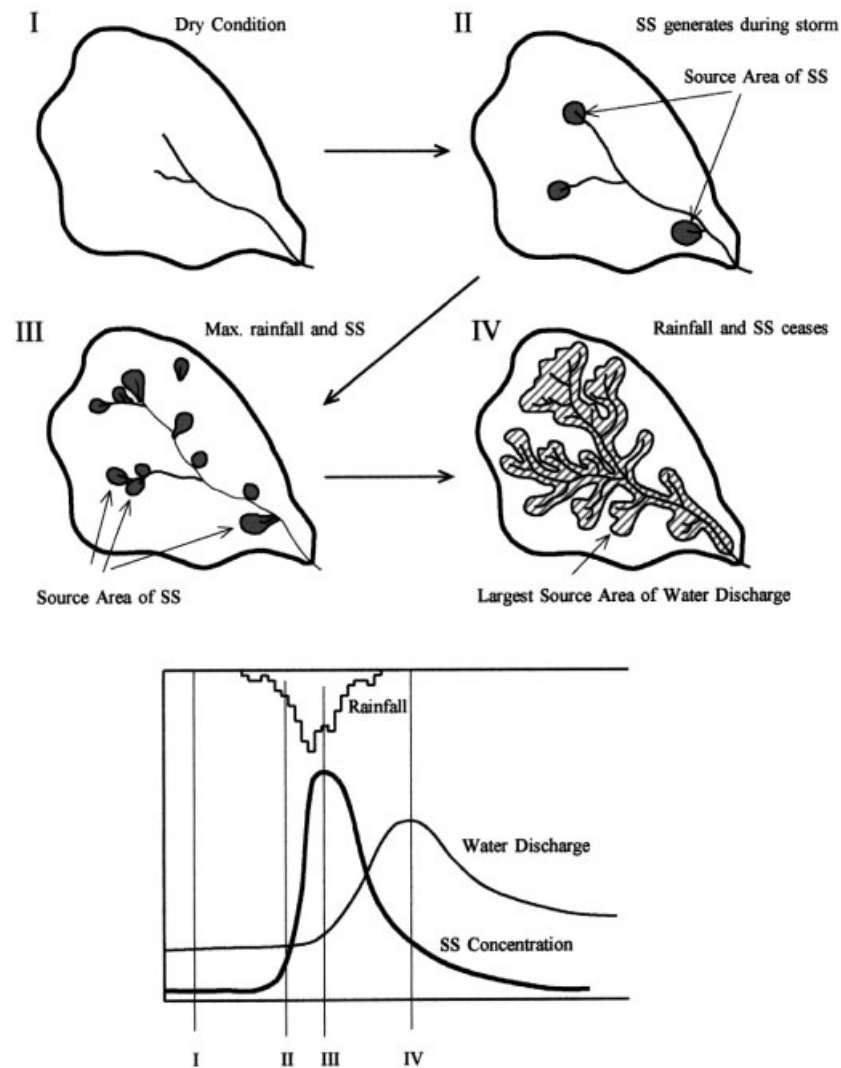 I
Dry Condition
II
SS generates during storm
Source Area of SS
III
Max. rainfall and SS
IV
Rainfall and SS ceases
Source Area of SS
Largest Source Area of Water Discharge
Rainfall
Water Discharge
SS Concentration
I
II
III
IV